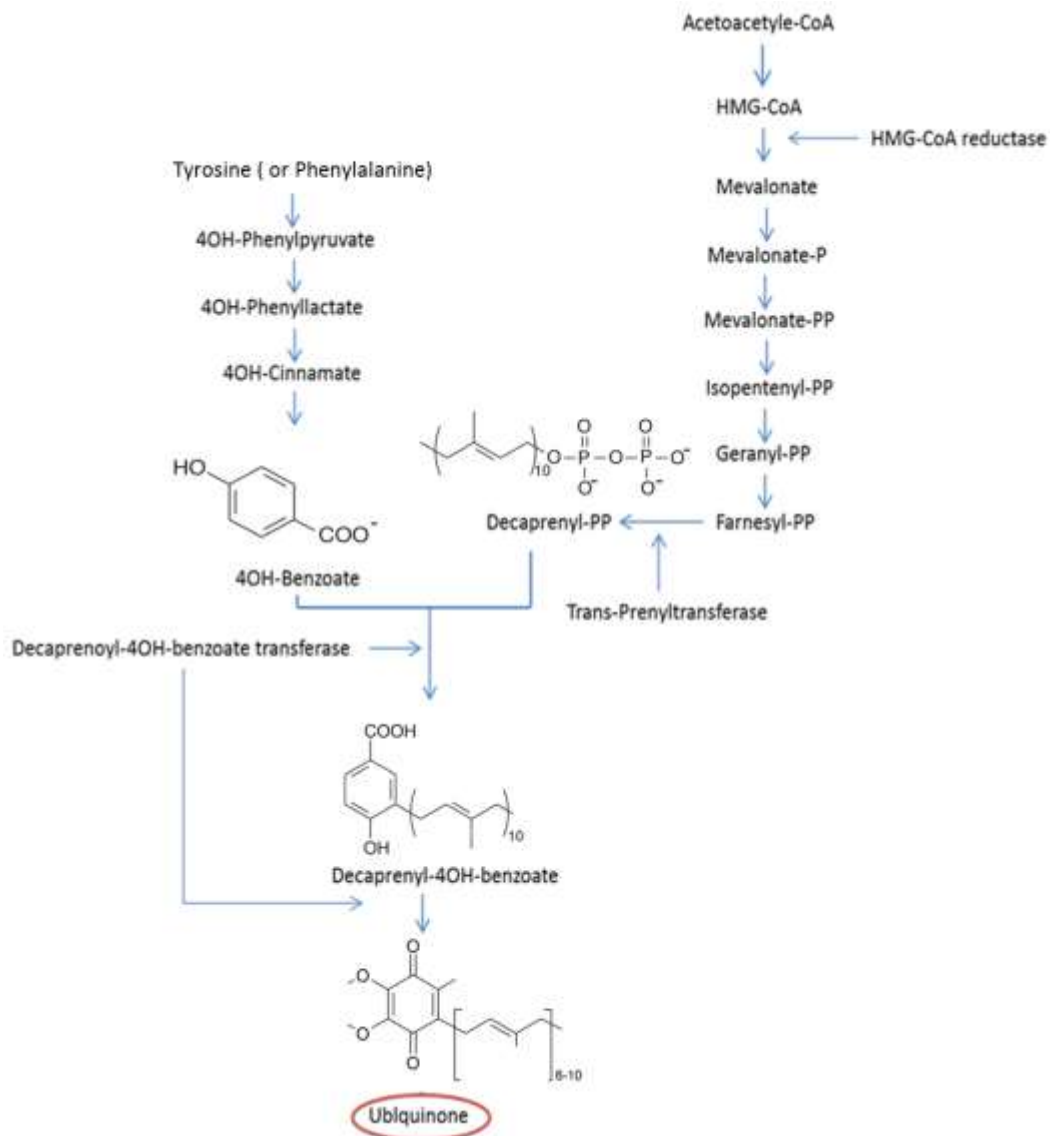 Acetoacetyle-CoA
HMG-CoA
HMG-CoA reductase
Tyrosine ( or Phenylalanine)
Mevalonate
4OH-Phenylpyruvate
Mevalonate-P
4OH-Phenyllactate
Mevalonate-PP
4OH-Cinnamate
Isopentenyl-PP
O O
10 O P O P O-
O- O-
Geranyl-PP
HO
COO-
Decaprenyl-PP
Farnesyl-PP
4OH-Benzoate
Trans-Prenyltransferase
Decaprenoyl-4OH-benzoate transferase
COOH
10
OH
Decaprenyl-4OH-benzoate
O
O
O
O
6-10
UbIquinone